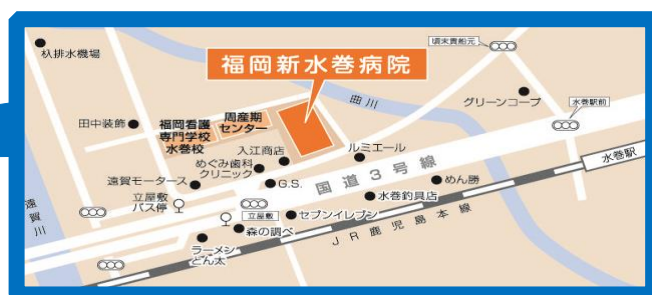 福岡新水巻病院
杁排水機場
頃末貴船元
曲川
グリーンコープ
水巻駅前
田中装飾
福岡看護
専門学校
水巻校
周産期
センター
入江商店
ルミエール
水巻駅
めぐみ歯科
クリニック
遠賀モータース
G.S.
国道3号線
めん勝
立屋敷
バス停
水巻釣具店
遠賀川
立屋敷
セブンイレブン
森の調べ
JR鹿児島本線
ラーメン
とん太